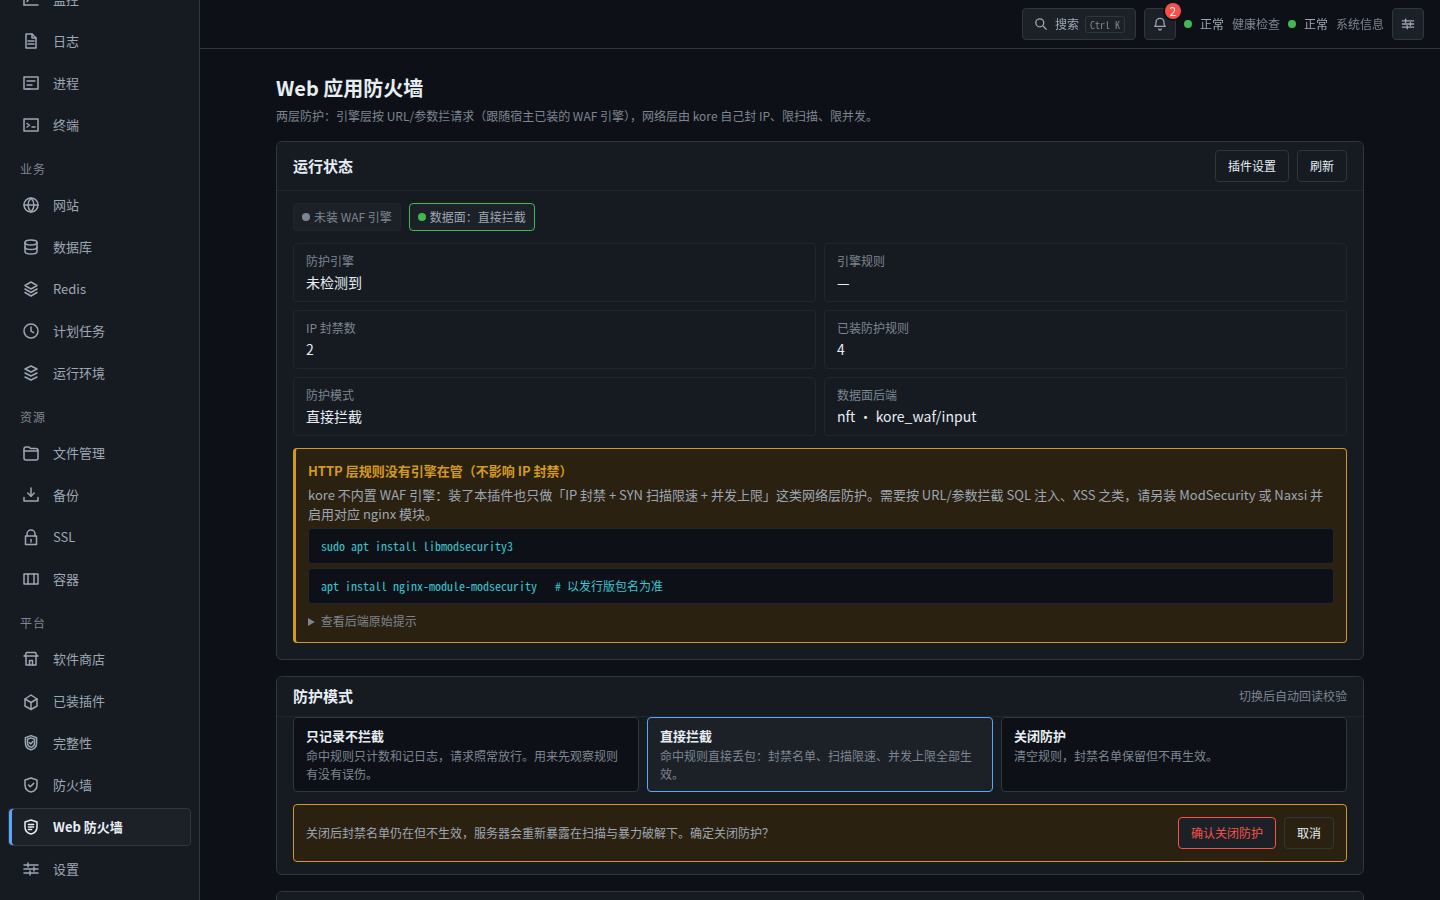 监控
日志
进程
终端
业务
网站
数据库
Redis
计划任务
运行环境
资源
文件管理
备份
SSL
容器
平台
软件商店
已装插件
完整性
防火墙
Web 防火墙
设置
搜索 Ctrl K
2
正常 健康检查
正常 系统信息
Web 应用防火墙
两层防护：引擎层按 URL/参数拦请求（跟随宿主已装的 WAF 引擎），网络层由 kore 自己封 IP、限扫描、限并发。
运行状态
插件设置
刷新
未装 WAF 引擎
数据面：直接拦截
防护引擎
未检测到
引擎规则
—
IP 封禁数
2
已装防护规则
4
防护模式
直接拦截
数据面后端
nft · kore_waf/input
HTTP 层规则没有引擎在管（不影响 IP 封禁）
kore 不内置 WAF 引擎：装了本插件也只做「IP 封禁 + SYN 扫描限速 + 并发上限」这类网络层防护。需要按 URL/参数拦截 SQL 注入、XSS 之类，请另装 ModSecurity 或 Naxsi 并
启用对应 nginx 模块。
sudo apt install libmodsecurity3
apt install nginx-module-modsecurity # 以发行版包名为准
查看后端原始提示
防护模式
切换后自动回读校验
只记录不拦截
命中规则只计数和记日志，请求照常放行。用来先观察规则
有没有误伤。
直接拦截
命中规则直接丢包：封禁名单、扫描限速、并发上限全部生
效。
关闭防护
清空规则，封禁名单保留但不再生效。
关闭后封禁名单仍在但不生效，服务器会重新暴露在扫描与暴力破解下。确定关闭防护？
确认关闭防护
取消